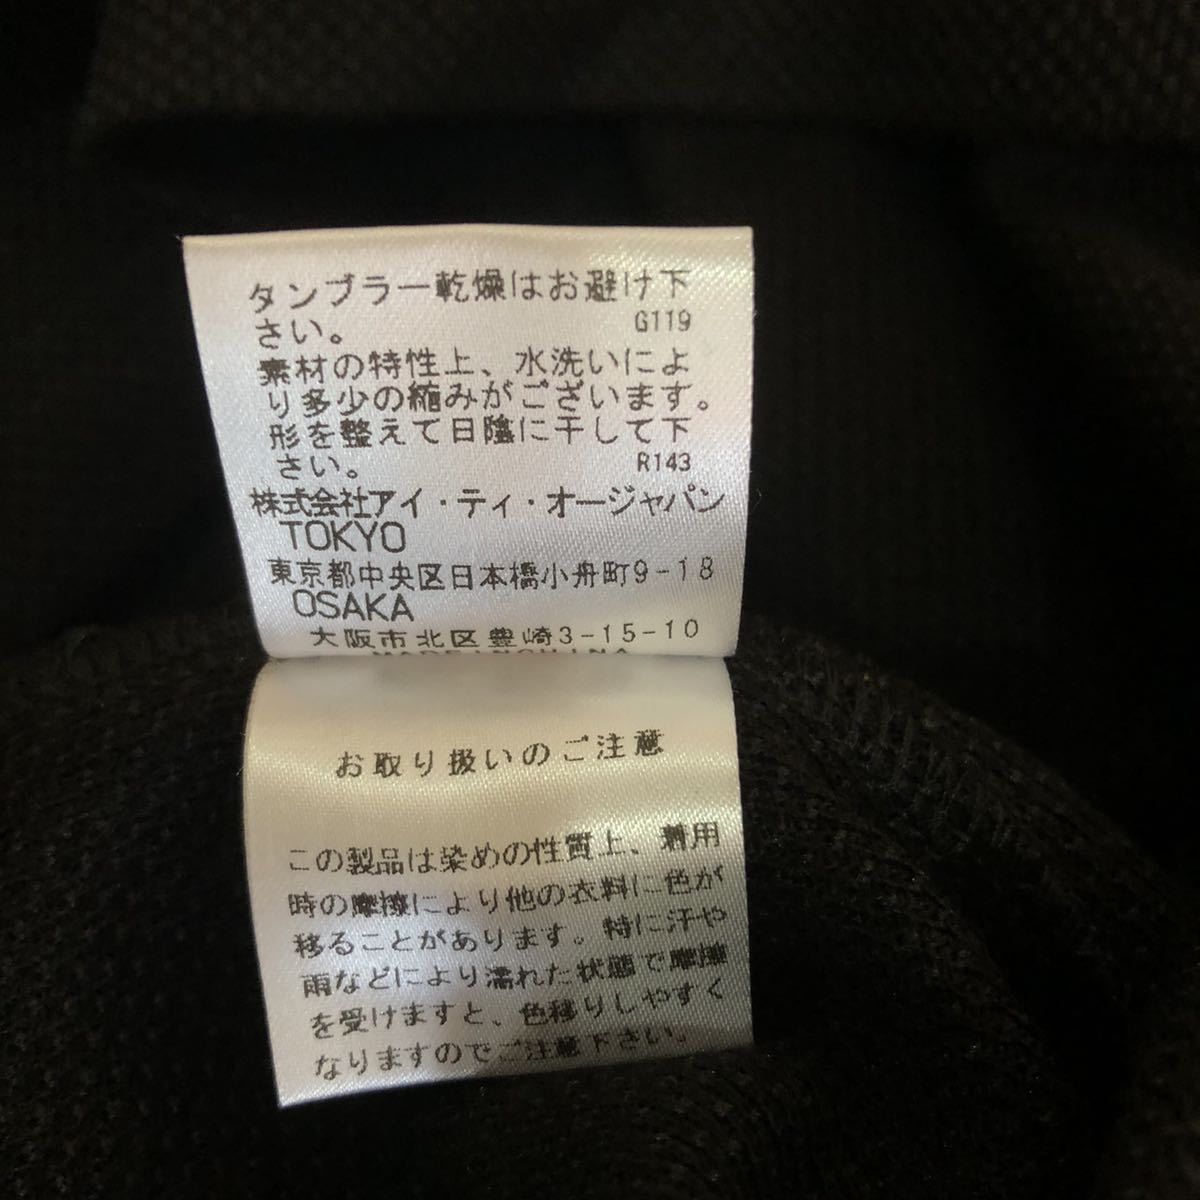 タンブラー乾燥はお避け下
さい。 G119
素材の特性上、水洗いによ
り多少の縮みがございます。
形を整えて日陰に干して下
さい。 R143
株式会社アイ・ティ・オージャパン
TOKYO
東京都中央区日本橋小舟町9-18
OSAKA
大阪市北区豊崎3-15-10
MADE IN CHINA
お取り扱いのご注意
この製品は染めの性質上、着用
時の摩擦により他の衣料に色が
移ることがあります。特に汗や
雨などにより濡れた状態で摩擦
を受けますと、色移りしやすく
なりますのでご注意下さい。